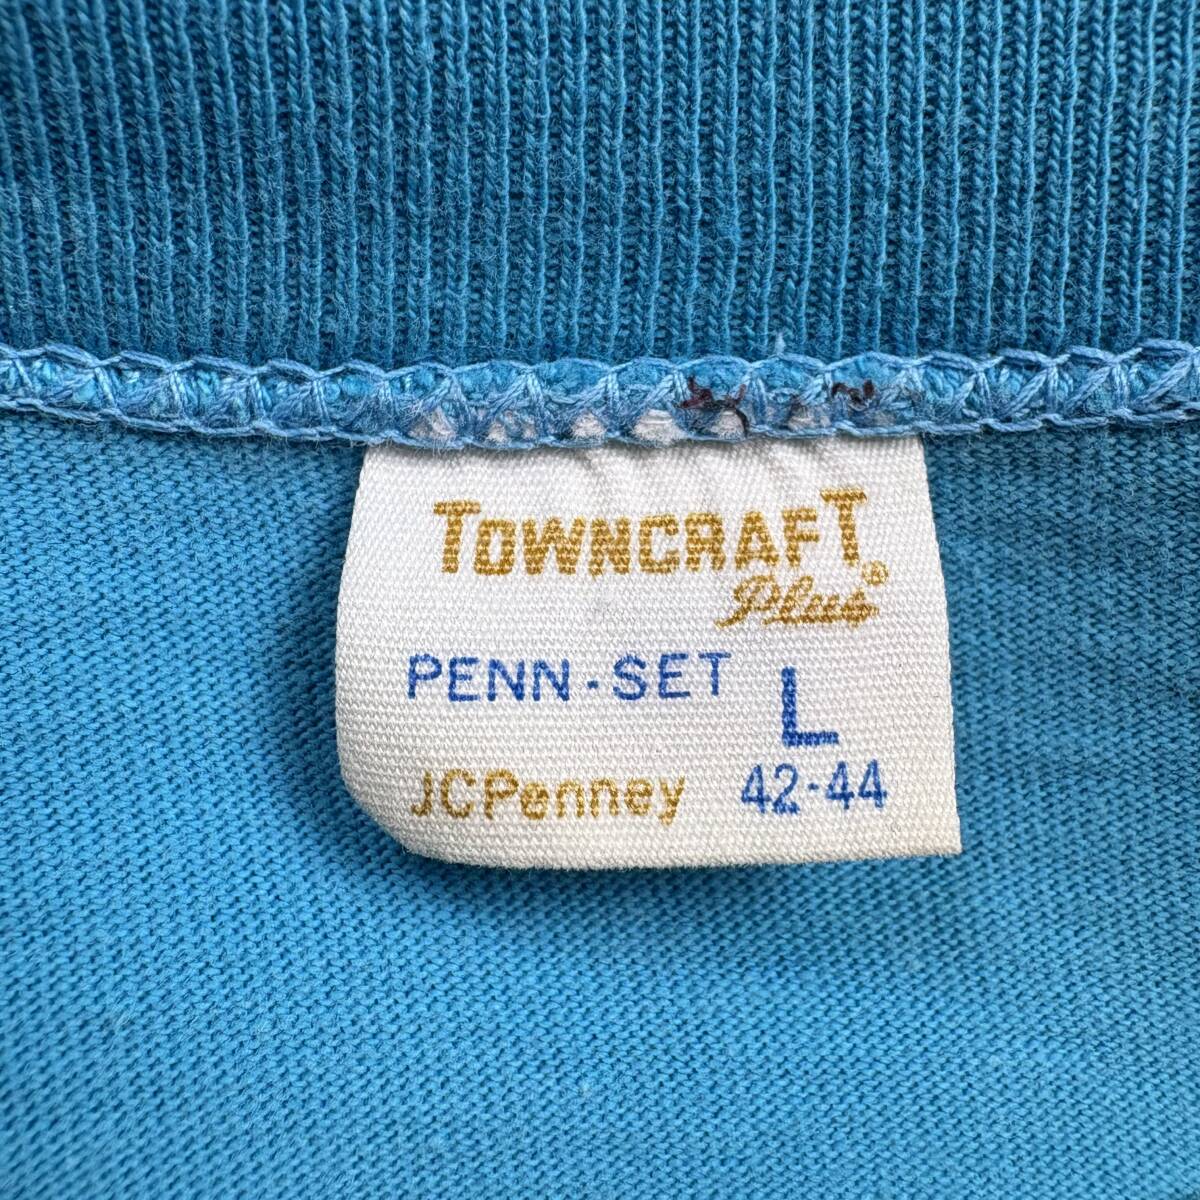 TOWNCRAFT®
Plus
PENN-SET L
JCPenney 42-44